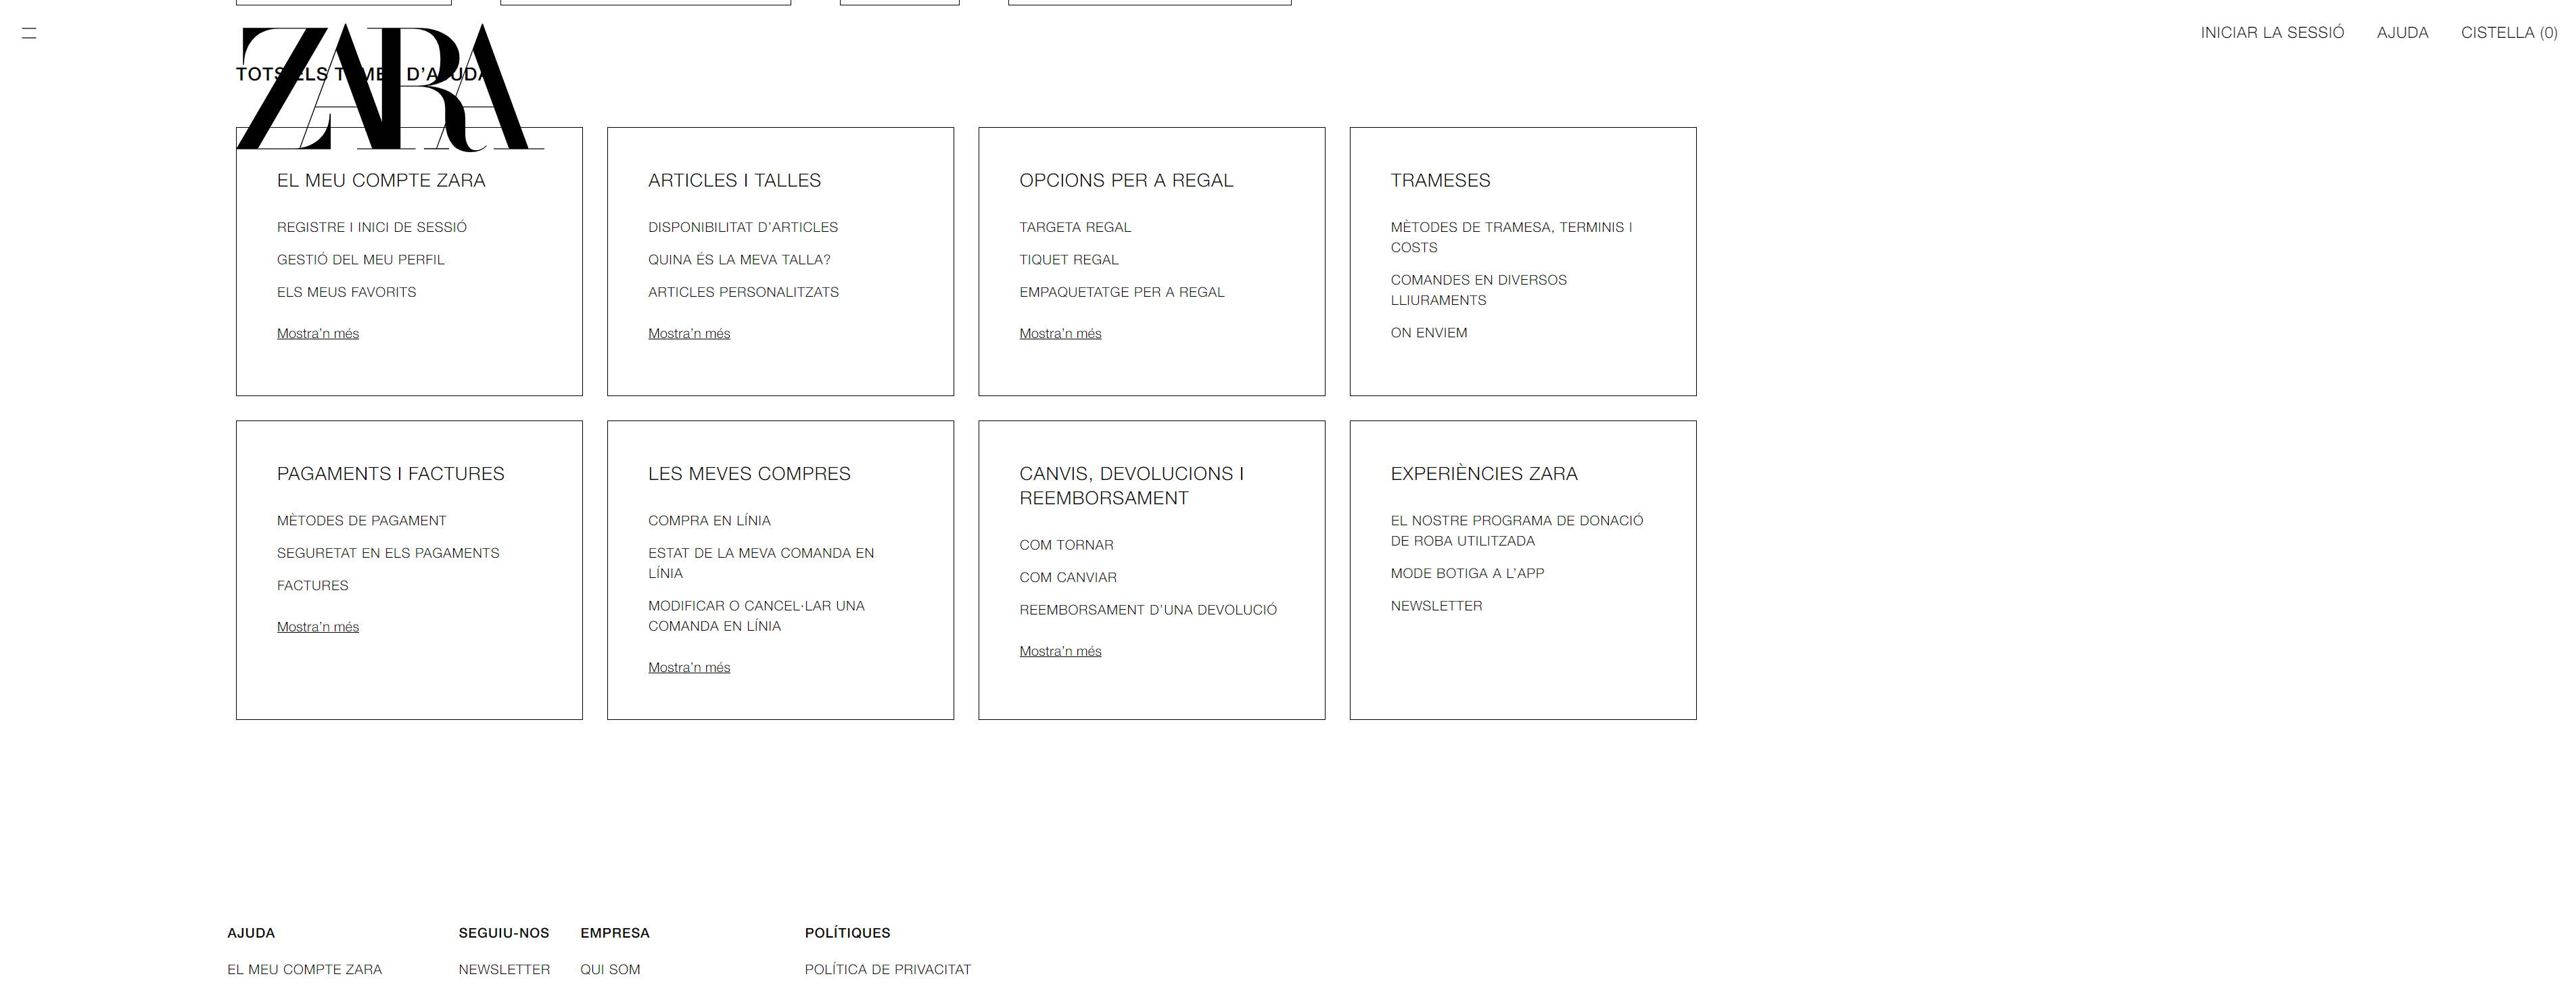 INICIAR LA SESSIÓ
AJUDA
CISTELLA (0)
ZARA
TOTS ELS TEMES D’AJUDA
EL MEU COMPTE ZARA
REGISTRE I INICI DE SESSIÓ
GESTIÓ DEL MEU PERFIL
ELS MEUS FAVORITS
Mostra’n més
ARTICLES I TALLES
DISPONIBILITAT D’ARTICLES
QUINA ÉS LA MEVA TALLA?
ARTICLES PERSONALITZATS
Mostra’n més
OPCIONS PER A REGAL
TARGETA REGAL
TIQUET REGAL
EMPAQUETATGE PER A REGAL
Mostra’n més
TRAMESES
MÈTODES DE TRAMESA, TERMINIS I
COSTS
COMANDES EN DIVERSOS
LLIURAMENTS
ON ENVIEM
PAGAMENTS I FACTURES
MÈTODES DE PAGAMENT
SEGURETAT EN ELS PAGAMENTS
FACTURES
Mostra’n més
LES MEVES COMPRES
COMPRA EN LÍNIA
ESTAT DE LA MEVA COMANDA EN
LÍNIA
MODIFICAR O CANCEL·LAR UNA
COMANDA EN LÍNIA
Mostra’n més
CANVIS, DEVOLUCIONS I
REEMBORSAMENT
COM TORNAR
COM CANVIAR
REEMBORSAMENT D’UNA DEVOLUCIÓ
Mostra’n més
EXPERIÈNCIES ZARA
EL NOSTRE PROGRAMA DE DONACIÓ
DE ROBA UTILITZADA
MODE BOTIGA A L’APP
NEWSLETTER
AJUDA
EL MEU COMPTE ZARA
SEGUIU-NOS
NEWSLETTER
EMPRESA
QUI SOM
POLÍTIQUES
POLÍTICA DE PRIVACITAT